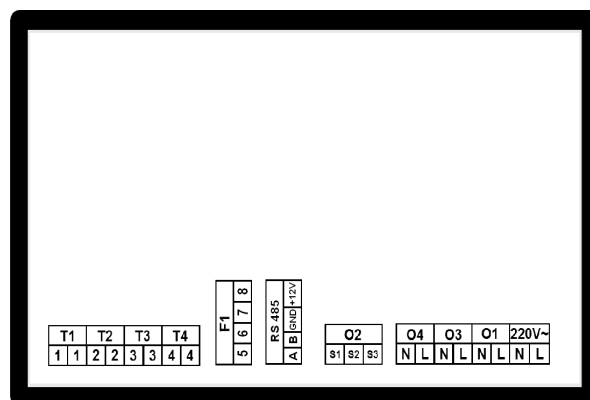 T1 T2 T3 T4
1 1 2 2 3 3 4 4
F1
5 6 7 8
RS 485
A B GND +12V
O2
S1 S2 S3
O4 O3 O1 220V~
N L N L N L N L